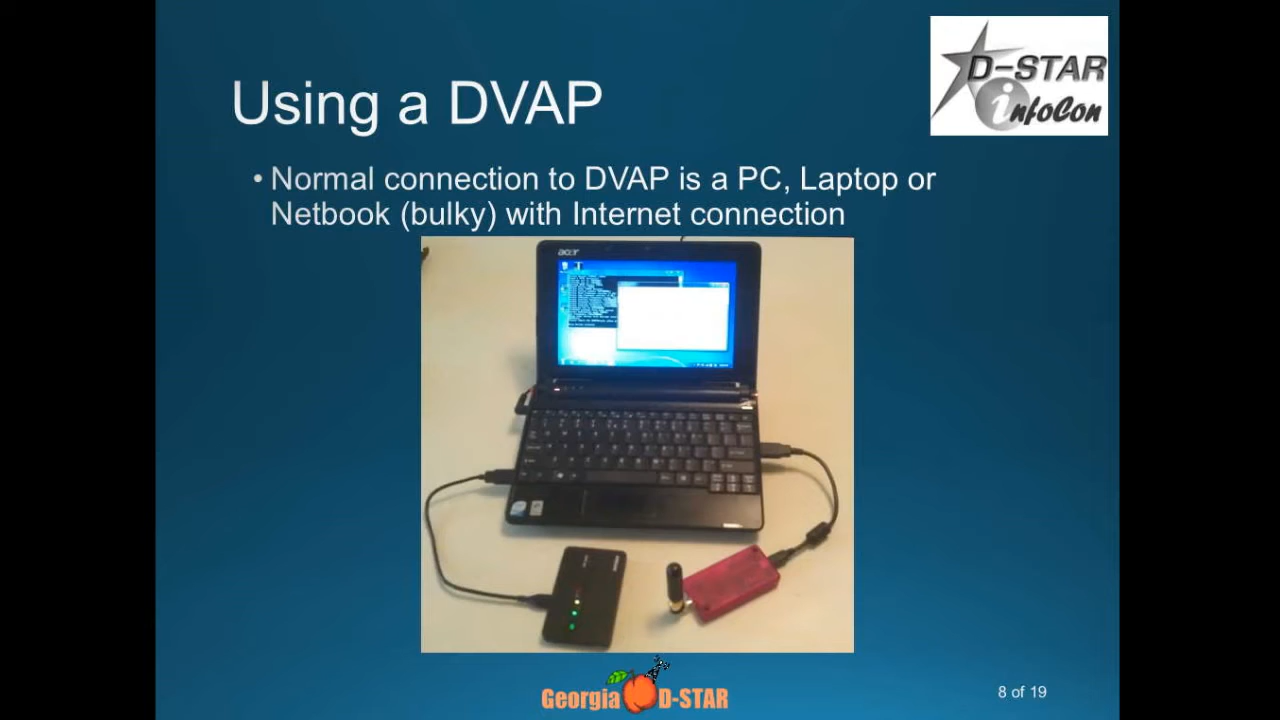 D-STAR
infoCon
Using a DVAP
• Normal connection to DVAP is a PC, Laptop or
Netbook (bulky) with Internet connection
acer
Georgia D-STAR
8 of 19